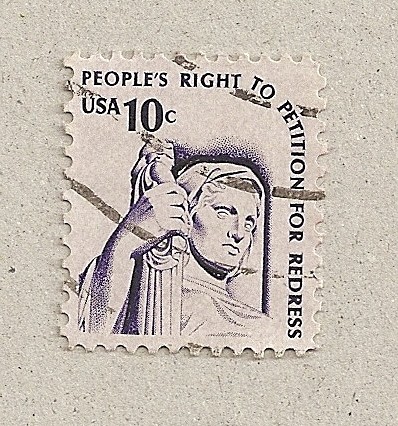 PEOPLE'S RIGHT TO PETITION FOR REDRESS
USA 10c